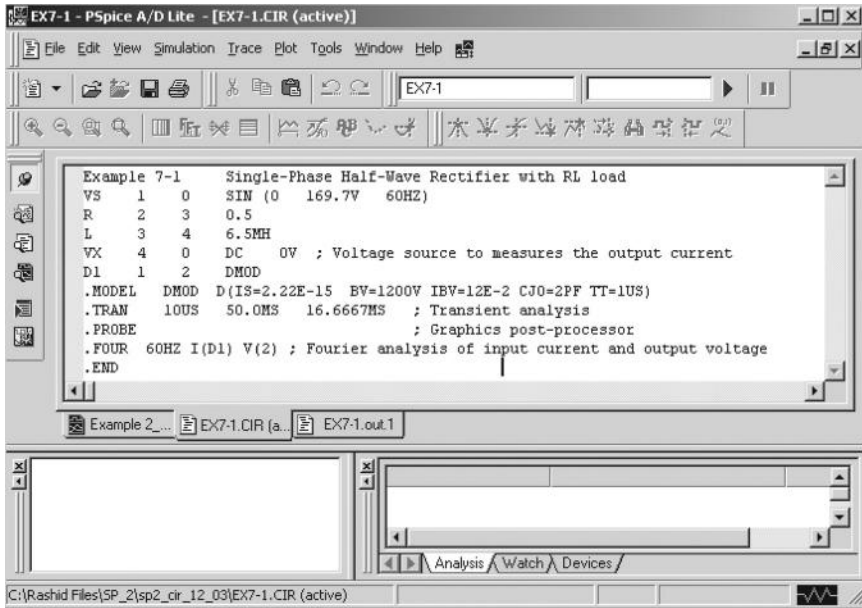 EX7-1 - PSpice A/D Lite - [EX7-1.CIR (active)]
File Edit View Simulation Trace Plot Tools Window Help
EX7-1
Example 7-1 Single-Phase Half-Wave Rectifier with RL load
VS 1 0 SIN (0 169.7V 60HZ)
R 2 3 0.5
L 3 4 6.5MH
VX 4 0 DC 0V ; Voltage source to measures the output current
D1 1 2 DMOD
.MODEL DMOD D(IS=2.22E-15 BV=1200V IBV=12E-2 CJO=2PF TT=1US)
.TRAN 10US 50.0MS 16.6667MS ; Transient analysis
.PROBE ; Graphics post-processor
.FOUR 60HZ I(D1) V(2) ; Fourier analysis of input current and output voltage
.END
Example 2_... EX7-1.CIR (a... EX7-1.out.1
Analysis Watch Devices
C:\Rashid Files\SP_2\sp2_cir_12_03\EX7-1.CIR (active)